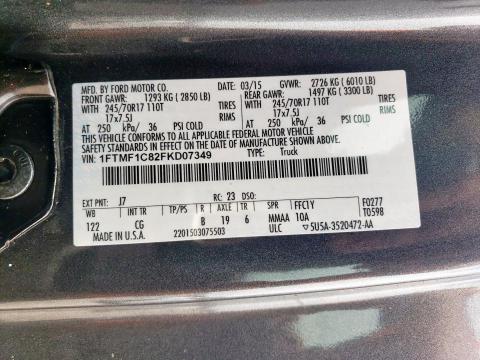 MFD. BY FORD MOTOR CO. 03/15 GVWR: 2726 KG (6010 LB)
FRONT GAWR: 1293 KG (2850 LB) REAR GAWR: 1497 KG (3300 LB)
WITH 245/70R17 110T TIRES WITH 245/70R17 110T TIRES
17x7.5J RIMS 17x7.5J RIMS
AT 250 kPa/ 36 PSI COLD AT 250 kPa/ 36 PSI COLD
THIS VEHICLE CONFORMS TO ALL APPLICABLE FEDERAL MOTOR VEHICLE
SAFETY STANDARDS IN EFFECT ON THE DATE OF MANUFACTURE SHOWN ABOVE.
VIN: 1FTMF1C82FKD07349 TYPE: Truck
EXT PNT: J7 RC: 23 DSO: F0277
WB INT TR TP/PS R AXLE TR SPR FFC1Y T0598
122 CG B 19 6 MMAA 10A
MADE IN U.S.A. 2201503075503 ULC 5U5A-3520472-AA